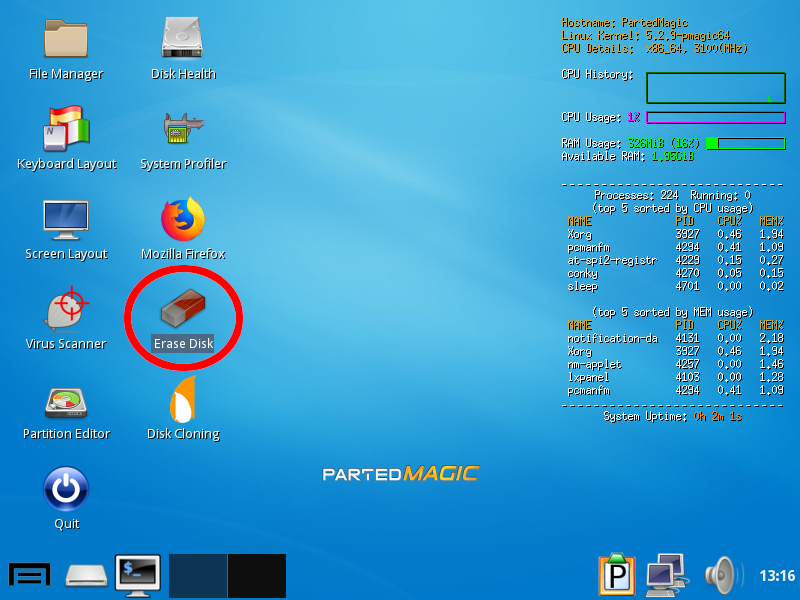 File Manager
Disk Health
Keyboard Layout
System Profiler
Screen Layout
Mozilla Firefox
Virus Scanner
Erase Disk
Partition Editor
Disk Cloning
Quit
Hostname: PartedMagic
Linux Kernel: 5.2.9-pmagic64
CPU Details: x86_64, 3100(MHz)
CPU History:
CPU Usage: 1%
RAM Usage: 326MiB (16%)
Available RAM: 1.95GiB
Processes: 224 Running: 0
(top 5 sorted by CPU usage)
NAME PID CPU% MEM%
Xorg 3927 0.46 1.94
pcmanfm 4294 0.41 1.09
at-spi2-registr 4229 0.15 0.27
conky 4270 0.05 0.15
sleep 4701 0.00 0.02
(top 5 sorted by MEM usage)
NAME PID CPU% MEM%
notification-da 4131 0.00 2.18
Xorg 3927 0.46 1.94
nm-applet 4257 0.00 1.46
lxpanel 4103 0.00 1.28
pcmanfm 4294 0.41 1.09
System Uptime: 0h 2m 1s
PARTEDMAGIC
N
$_
P
13:16